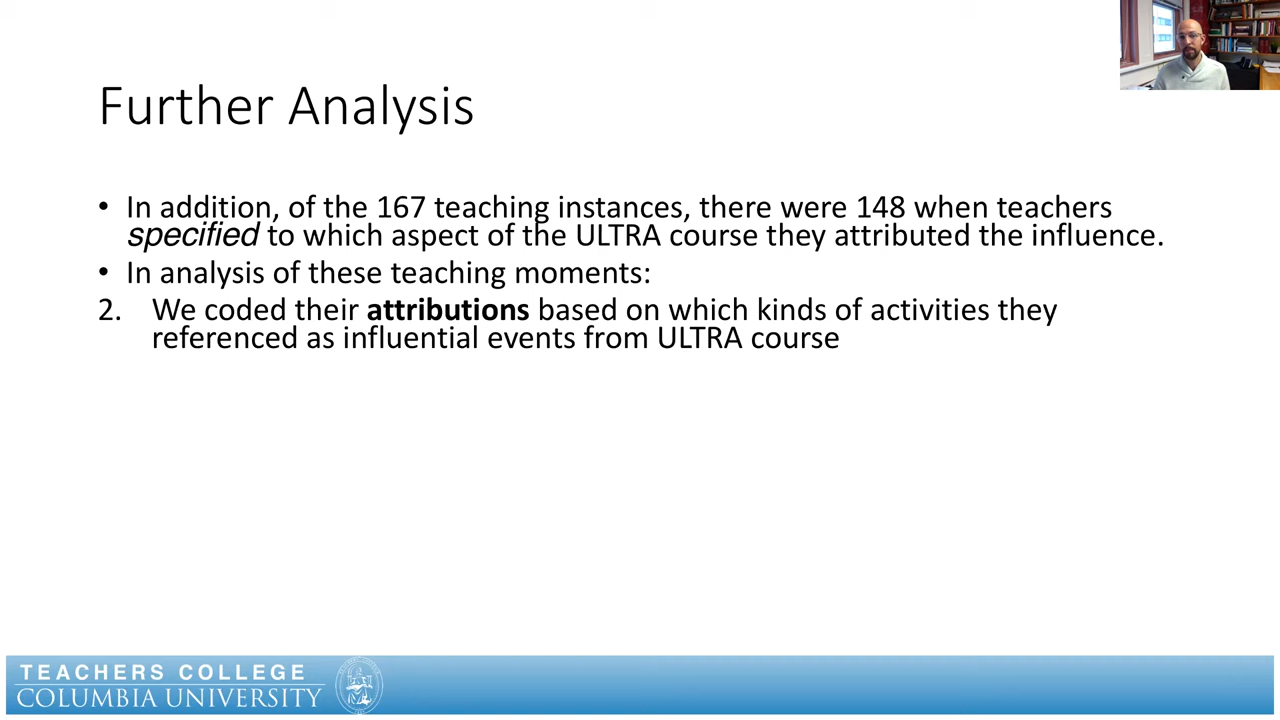 Further Analysis
• In addition, of the 167 teaching instances, there were 148 when teachers
specified to which aspect of the ULTRA course they attributed the influence.
• In analysis of these teaching moments:
2. We coded their attributions based on which kinds of activities they
referenced as influential events from ULTRA course
TEACHERS COLLEGE
COLUMBIA UNIVERSITY